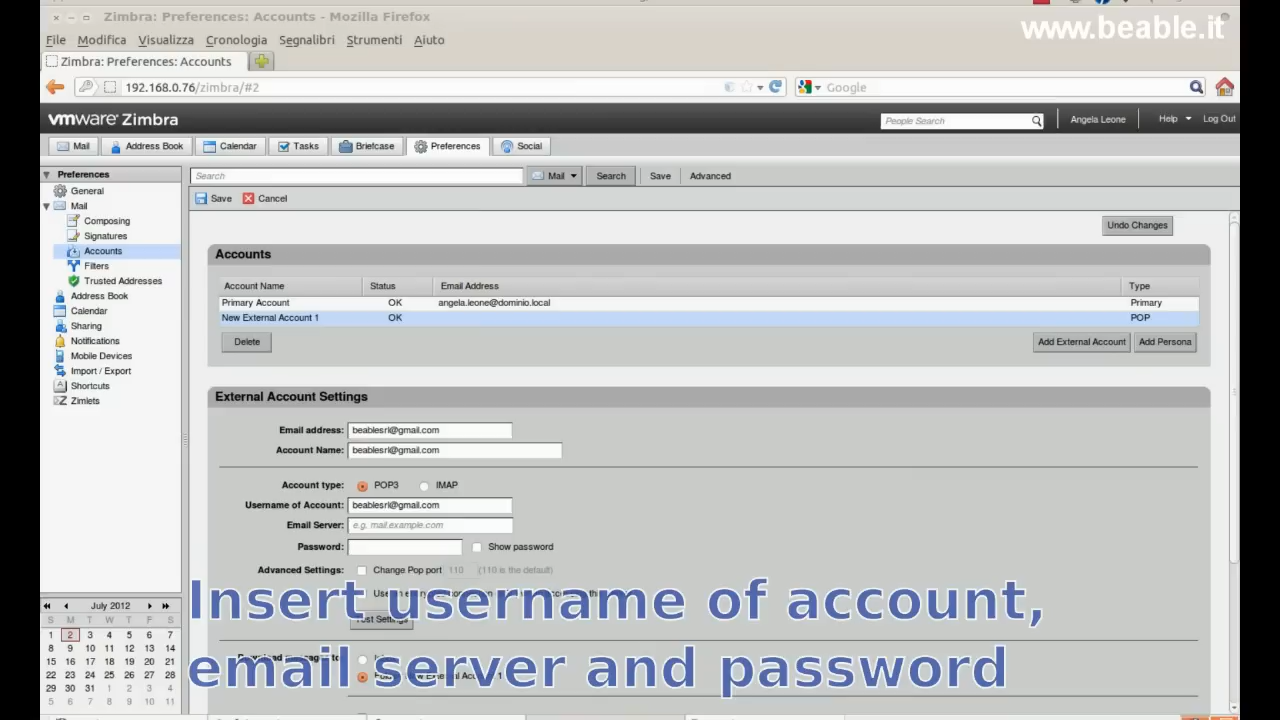 Zimbra: Preferences: Accounts - Mozilla Firefox
www.beable.it
File Modifica Visualizza Cronologia Segnalibri Strumenti Aiuto
Zimbra: Preferences: Accounts
192.168.0.76/zimbra/#2
Google
vmware Zimbra
People Search
Angela Leone
Help
Log Out
Mail Address Book Calendar Tasks Briefcase Preferences Social
Preferences
General
Mail
Composing
Signatures
Accounts
Filters
Trusted Addresses
Address Book
Calendar
Sharing
Notifications
Mobile Devices
Import / Export
Shortcuts
Zimlets
Search Mail Search Save Advanced
Save Cancel
Undo Changes
Accounts
Account Name Status Email Address Type
Primary Account OK angela.leone@dominio.local Primary
New External Account 1 OK POP
Delete Add External Account Add Persona
External Account Settings
Email address: beablesrl@gmail.com
Account Name: beablesrl@gmail.com
Account type: POP3 IMAP
Username of Account: beablesrl@gmail.com
Email Server: e.g. mail.example.com
Password: Show password
Advanced Settings: Change Pop port 110 (110 is the default)
Test Settings
Insert username of account,
email server and password
July 2012
S M T W T F S
1 2 3 4 5 6 7
8 9 10 11 12 13 14
15 16 17 18 19 20 21
22 23 24 25 26 27 28
29 30 31 1 2 3 4
5 6 7 8 9 10 11